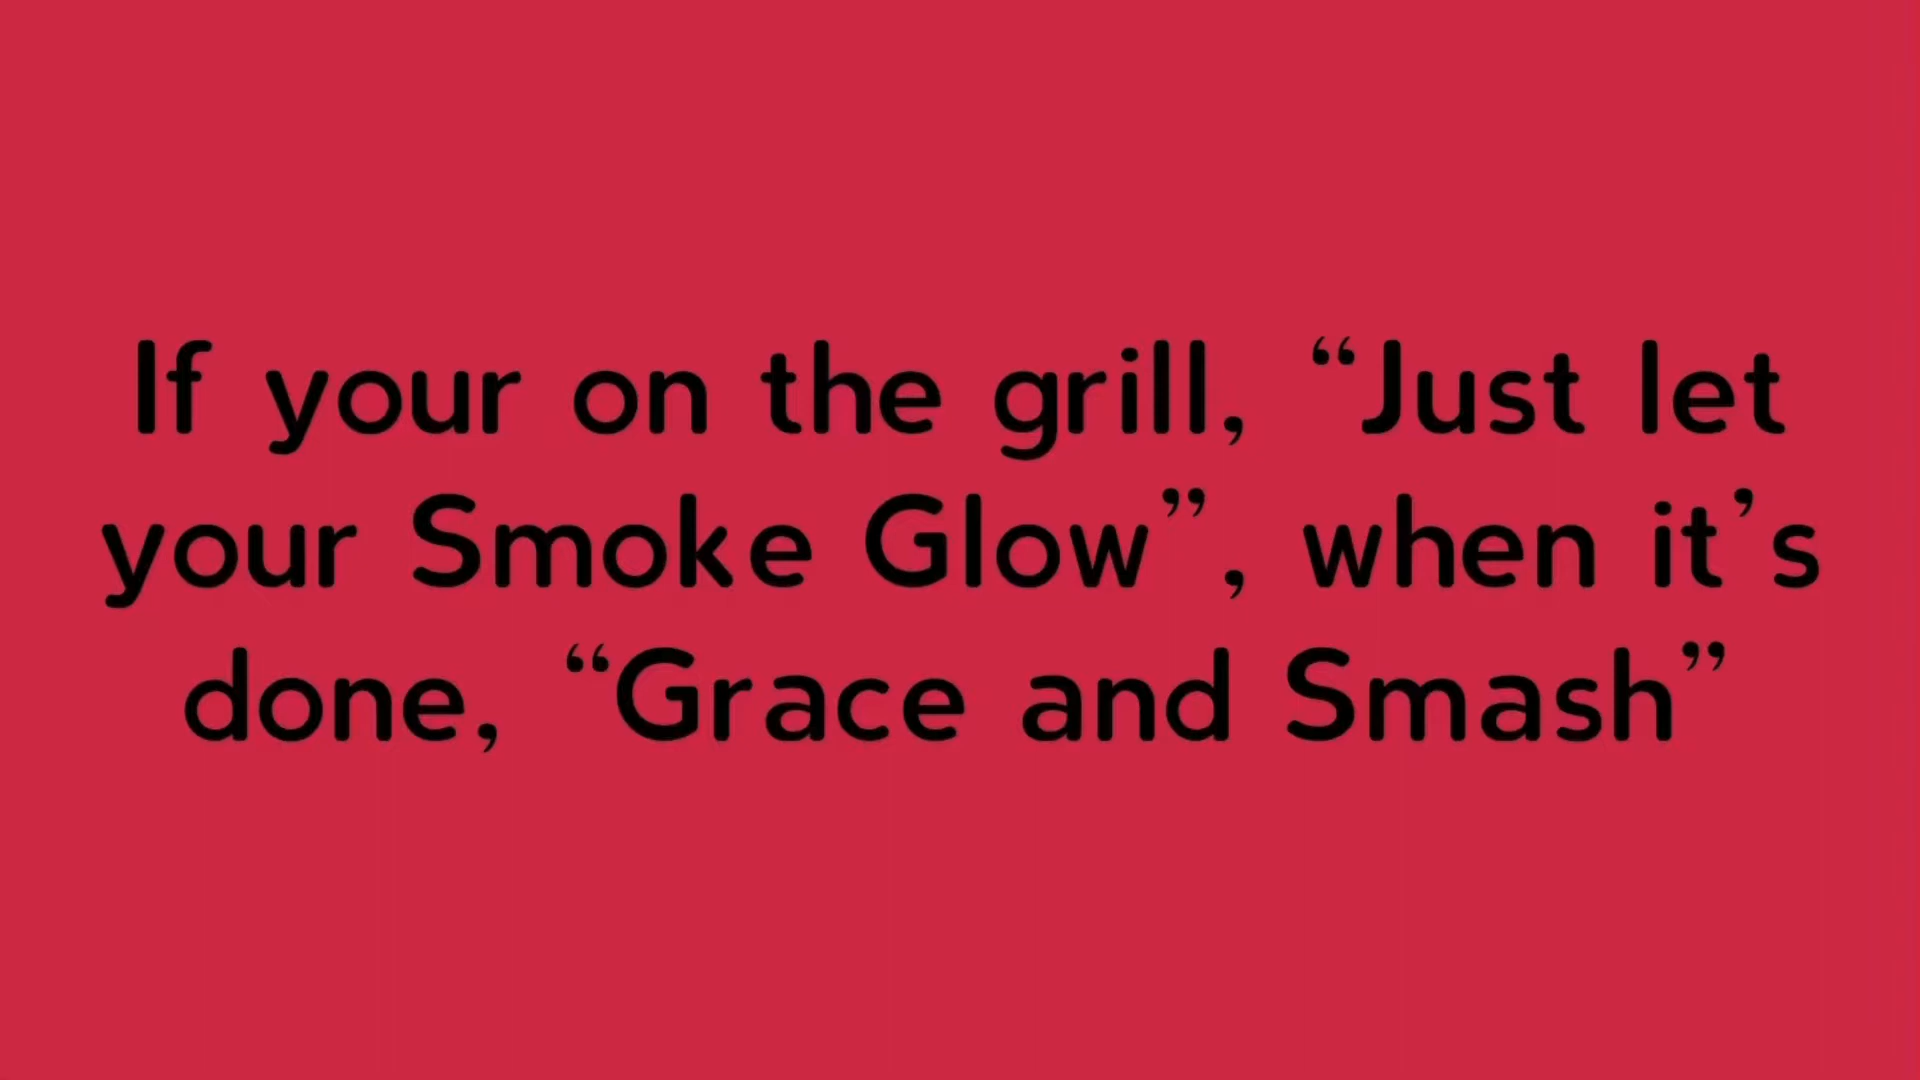 If your on the grill, “Just let
your Smoke Glow”, when it’s
done, “Grace and Smash”